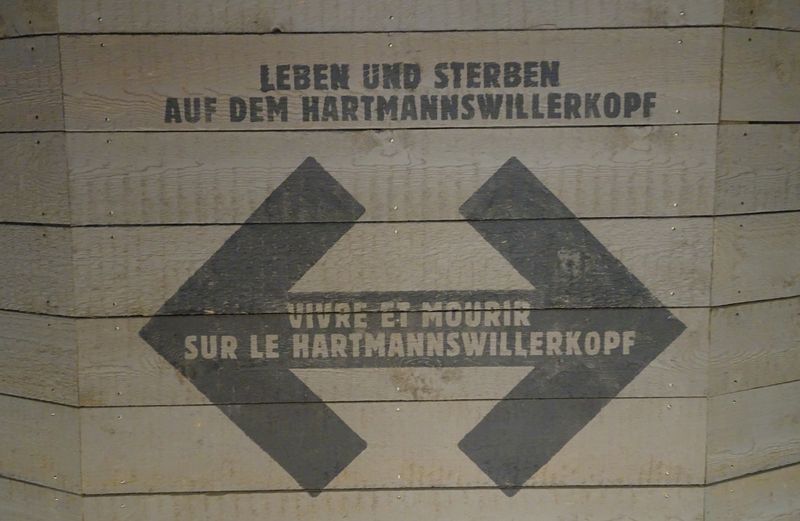 LEBEN UND STERBEN
AUF DEM HARTMANNSWILLERKOPF
VIVRE ET MOURIR
SUR LE HARTMANNSWILLERKOPF